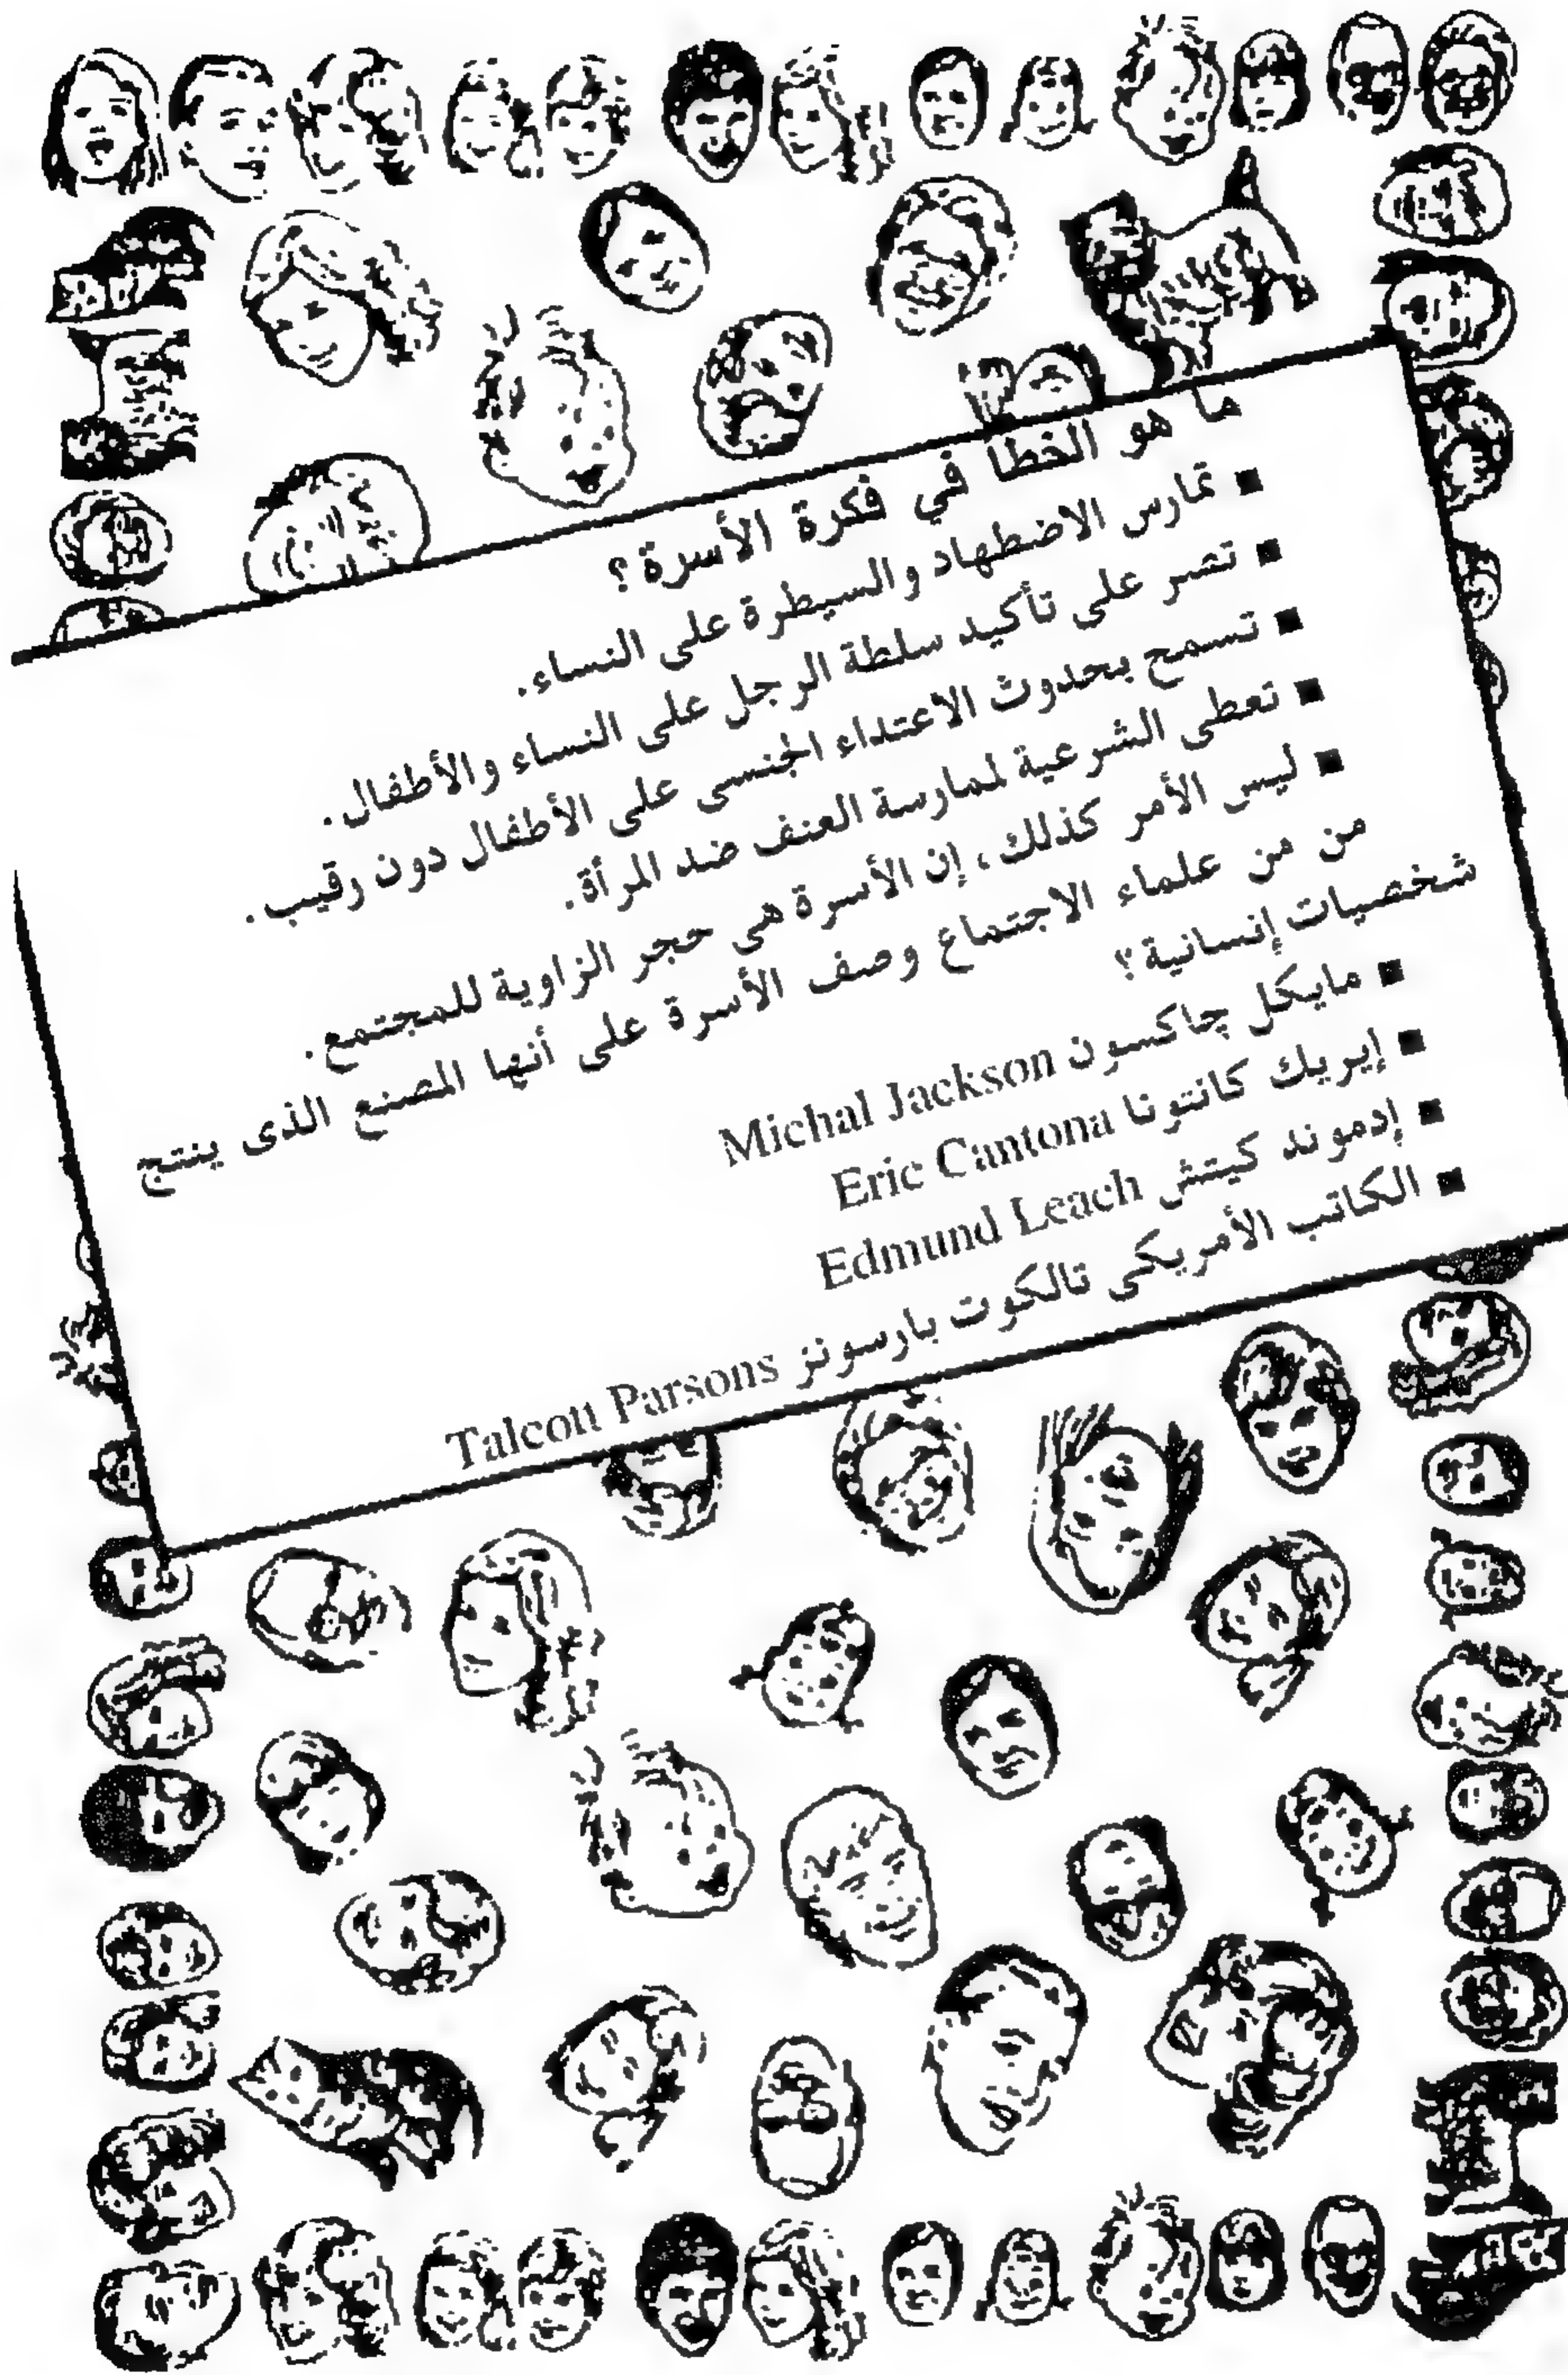 ما هو الخطأ في فكرة الأسرة؟
■ تمارس الاضطهاد والسيطرة على النساء.
■ تصر على تأكيد سلطة الرجل على النساء والأطفال.
■ تسمح بحدوث الاعتداء الجنسى على الأطفال دون رقيب.
■ تعطى الشرعية لممارسة العنف ضد المرأة.
■ ليس الأمر كذلك، إن الأسرة هى حجر الزاوية للمجتمع.
من من علماء الاجتماع وصف الأسرة على أنها المصنع الذى ينتج
شخصيات إنسانية؟
■ مايكل چاكسون Michal Jackson
■ إيريك كانتونا Eric Cantona
■ إدموند كيتش Edmund Leach
■ الكاتب الأمريكى تالكوت بارسونز Talcon Parsons